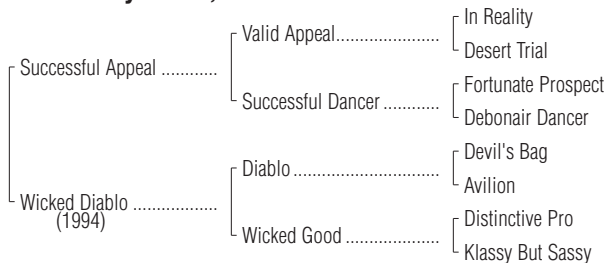 In Reality
Valid Appeal....................
Desert Trial
Successful Appeal ............
Fortunate Prospect
Successful Dancer ............
Debonair Dancer
Devil's Bag
Diablo.............................
Avilion
Wicked Diablo ..................
(1994)
Distinctive Pro
Wicked Good ...................
Klassy But Sassy